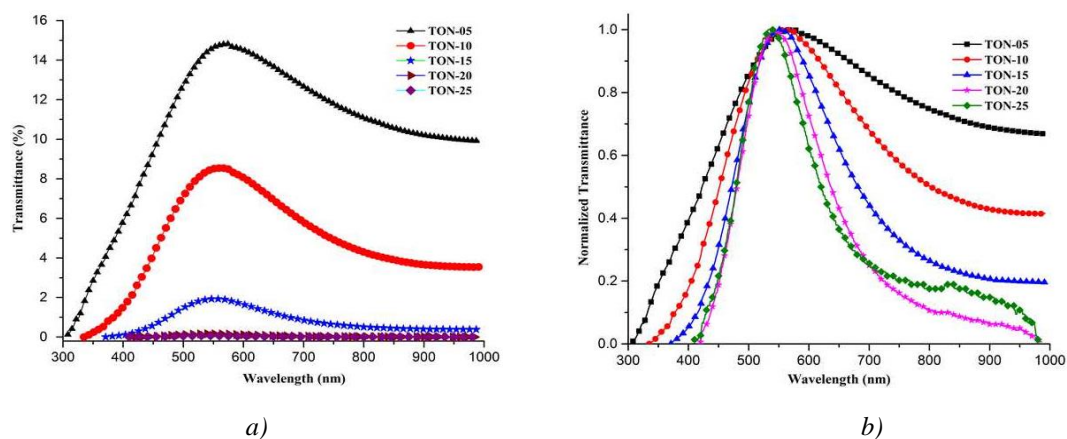 16
14
12
10
8
6
4
2
0
Transmittance (%)
TON-05
TON-10
TON-15
TON-20
TON-25
300 400 500 600 700 800 900 1000
Wavelength (nm)
a)
1.0
0.8
0.6
0.4
0.2
0.0
Normalized Transmittance
TON-05
TON-10
TON-15
TON-20
TON-25
300 400 500 600 700 800 900 1000
Wavelength (nm)
b)